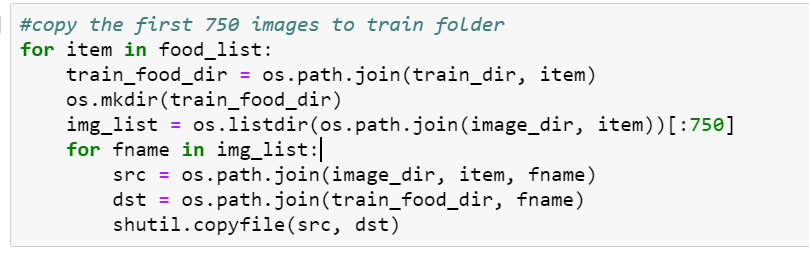 #copy the first 750 images to train folder
for item in food_list:
    train_food_dir = os.path.join(train_dir, item)
    os.mkdir(train_food_dir)
    img_list = os.listdir(os.path.join(image_dir, item))[:750]
    for fname in img_list:
        src = os.path.join(image_dir, item, fname)
        dst = os.path.join(train_food_dir, fname)
        shutil.copyfile(src, dst)